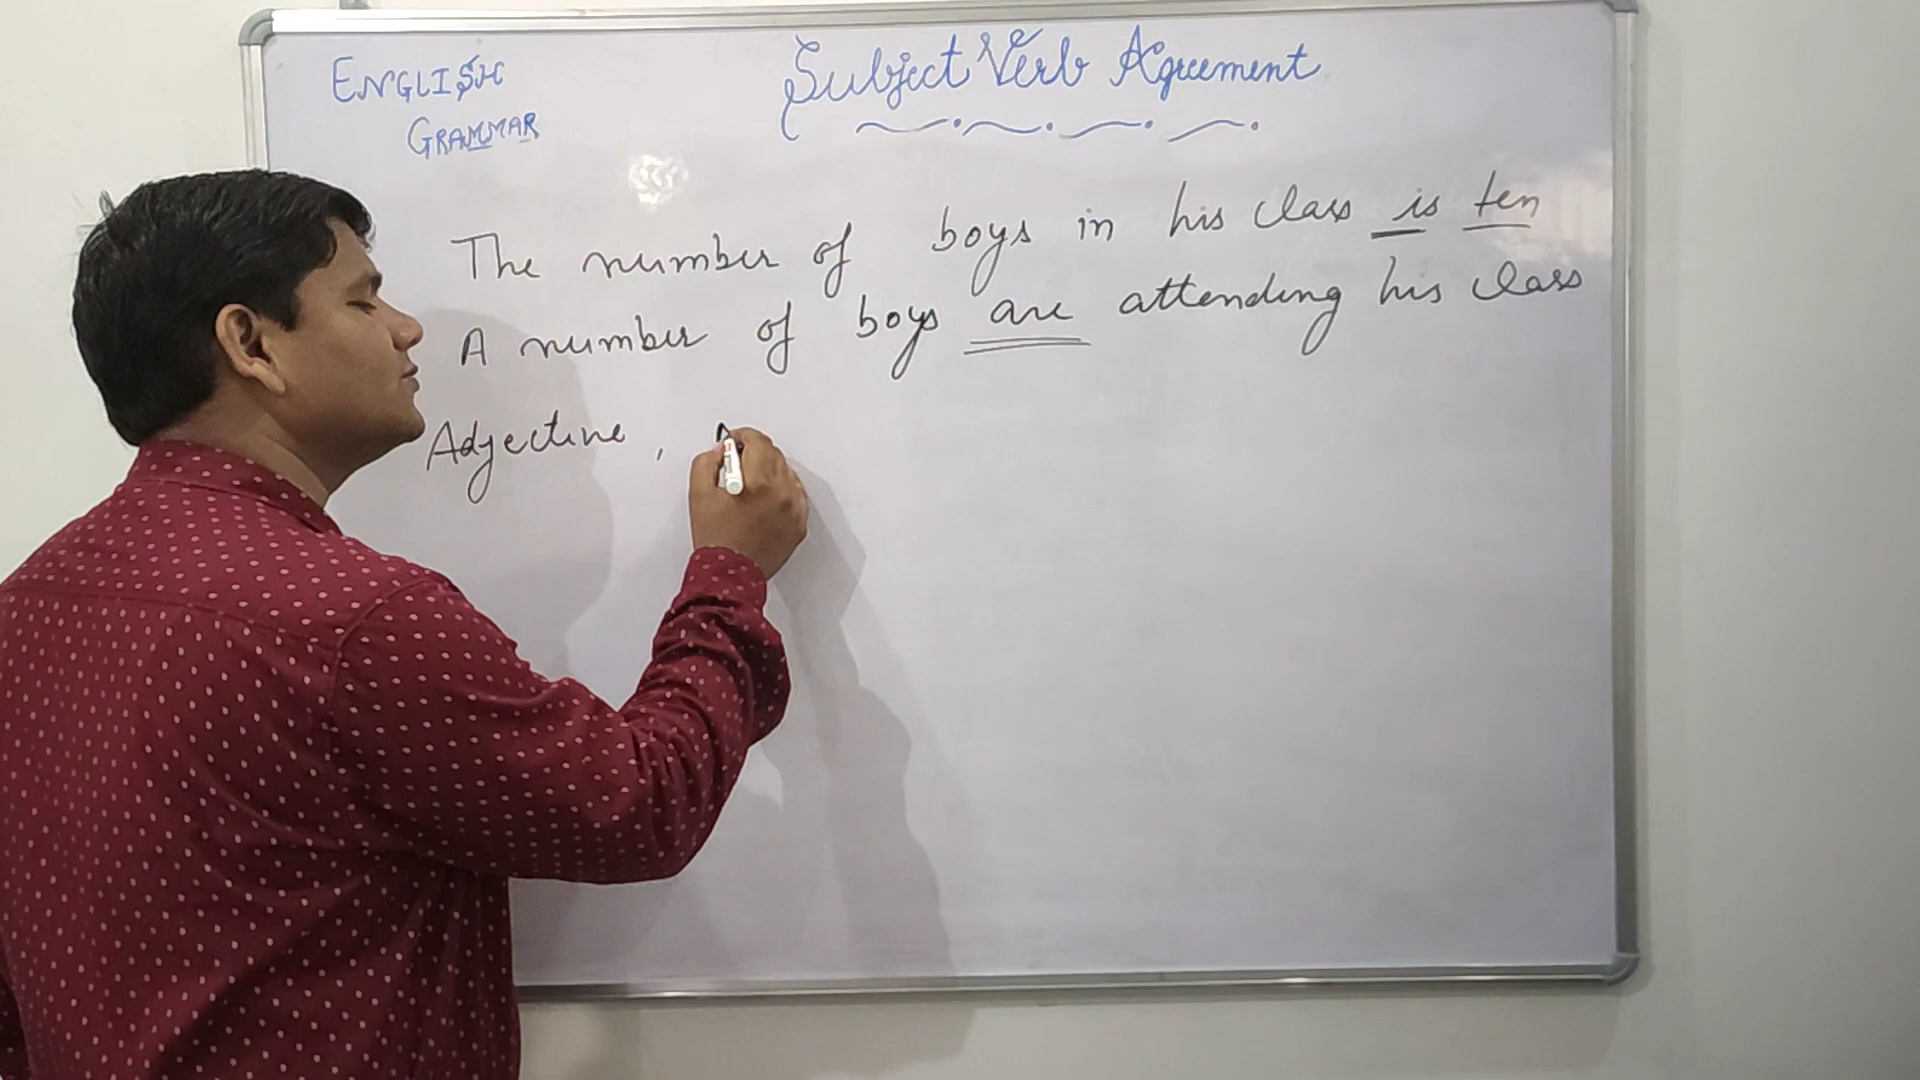 ENGLISH
GRAMMAR
Subject Verb Agreement
The number of boys in his class is ten
A number of boys are attending his class
Adjective ,